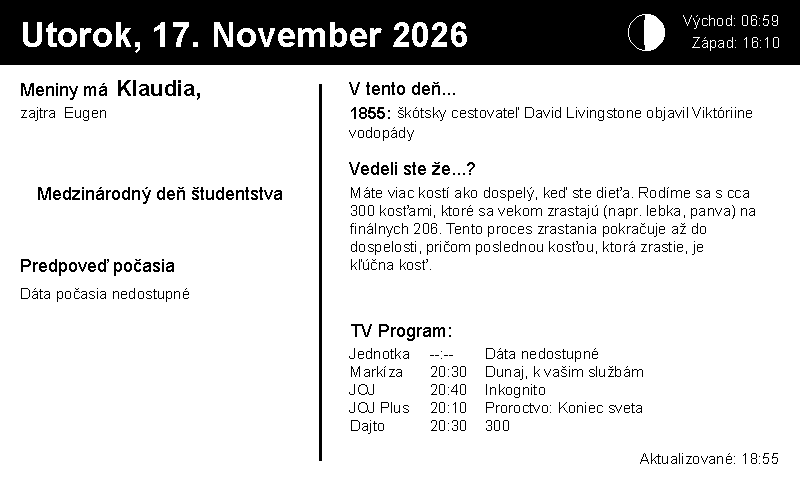 Utorok, 17. November 2026
Východ: 06:59
Západ: 16:10
Meniny má Klaudia,
zajtra Eugen
Medzinárodný deň študentstva
Predpoveď počasia
Dáta počasia nedostupné
V tento deň...
1855: škótsky cestovateľ David Livingstone objavil Viktóriine
vodopády
Vedeli ste že...?
Máte viac kostí ako dospelý, keď ste dieťa. Rodíme sa s cca
300 kosťami, ktoré sa vekom zrastajú (napr. lebka, panva) na
finálnych 206. Tento proces zrastania pokračuje až do
dospelosti, pričom poslednou kosťou, ktorá zrastie, je
kľúčna kosť.
TV Program:
Jednotka --:-- Dáta nedostupné
Markíza 20:30 Dunaj, k vašim službám
JOJ 20:40 Inkognito
JOJ Plus 20:10 Proroctvo: Koniec sveta
Dajto 20:30 300
Aktualizované: 18:55